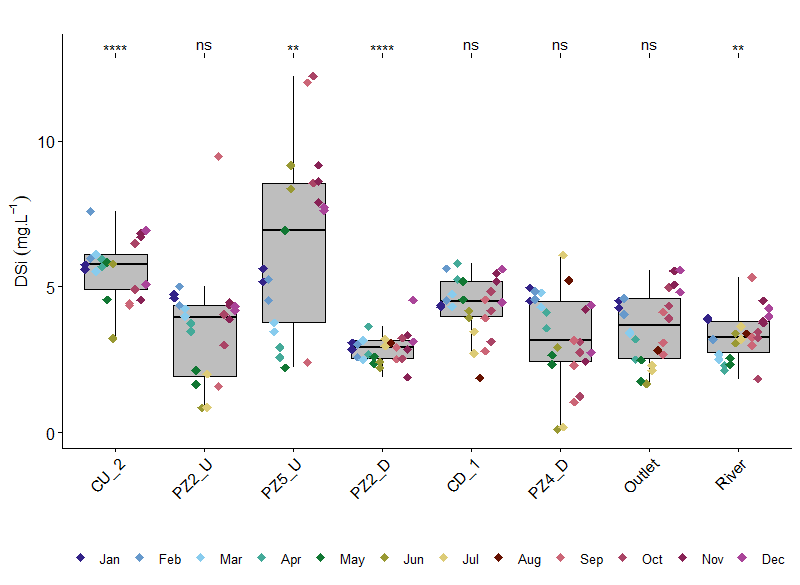 **** ns ** **** ns ns ns **
10
5
0
DSi (mg.L⁻¹)
CU_2 PZ2_U PZ5_U PZ2_D CD_1 PZ4_D Outlet River
Jan Feb Mar Apr May Jun Jul Aug Sep Oct Nov Dec